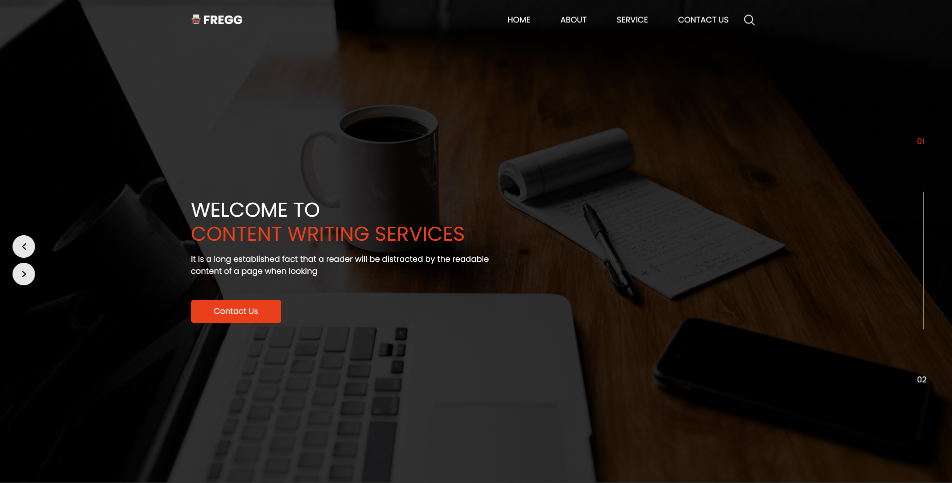 FREGG
HOME
ABOUT
SERVICE
CONTACT US
01
WELCOME TO
CONTENT WRITING SERVICES
It is a long established fact that a reader will be distracted by the readable
content of a page when looking
Contact Us
02